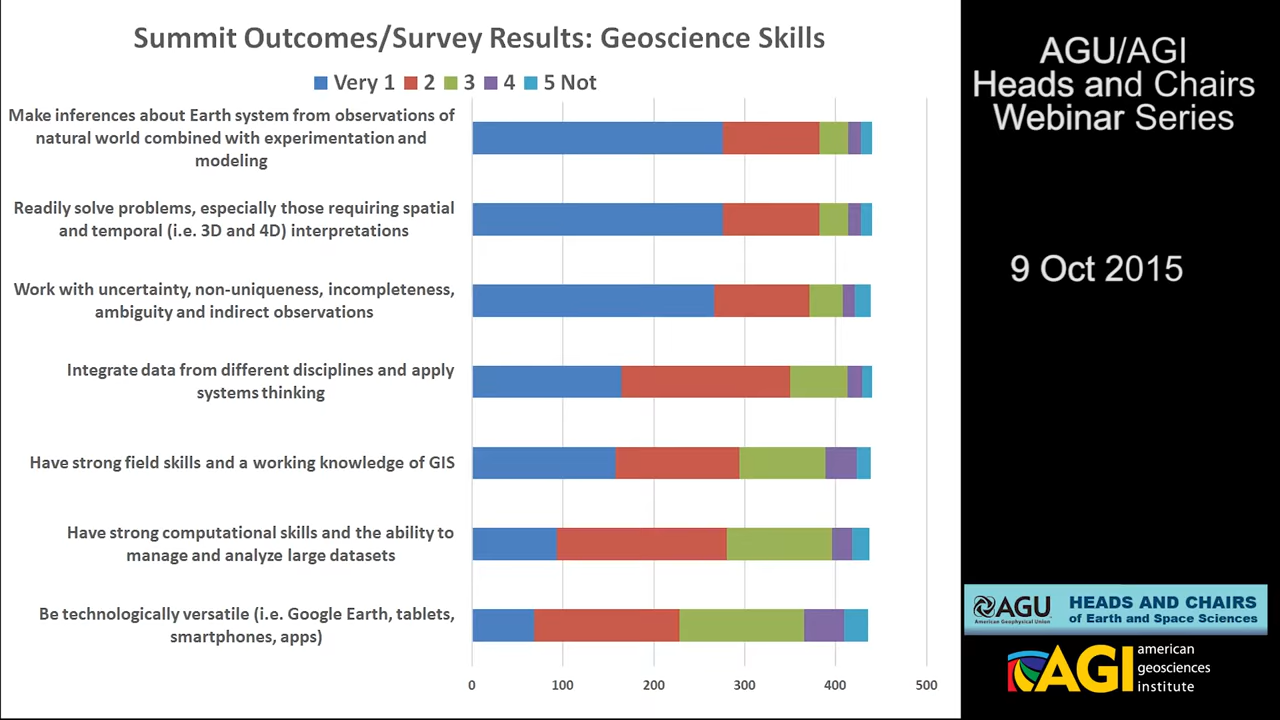 Summit Outcomes/Survey Results: Geoscience Skills
Very 1 2 3 4 5 Not
Make inferences about Earth system from observations of
natural world combined with experimentation and
modeling
Readily solve problems, especially those requiring spatial
and temporal (i.e. 3D and 4D) interpretations
Work with uncertainty, non-uniqueness, incompleteness,
ambiguity and indirect observations
Integrate data from different disciplines and apply
systems thinking
Have strong field skills and a working knowledge of GIS
Have strong computational skills and the ability to
manage and analyze large datasets
Be technologically versatile (i.e. Google Earth, tablets,
smartphones, apps)
0 100 200 300 400 500
AGU/AGI
Heads and Chairs
Webinar Series
9 Oct 2015
AGU
American Geophysical Union
HEADS AND CHAIRS
of Earth and Space Sciences
AGI
american
geosciences
institute